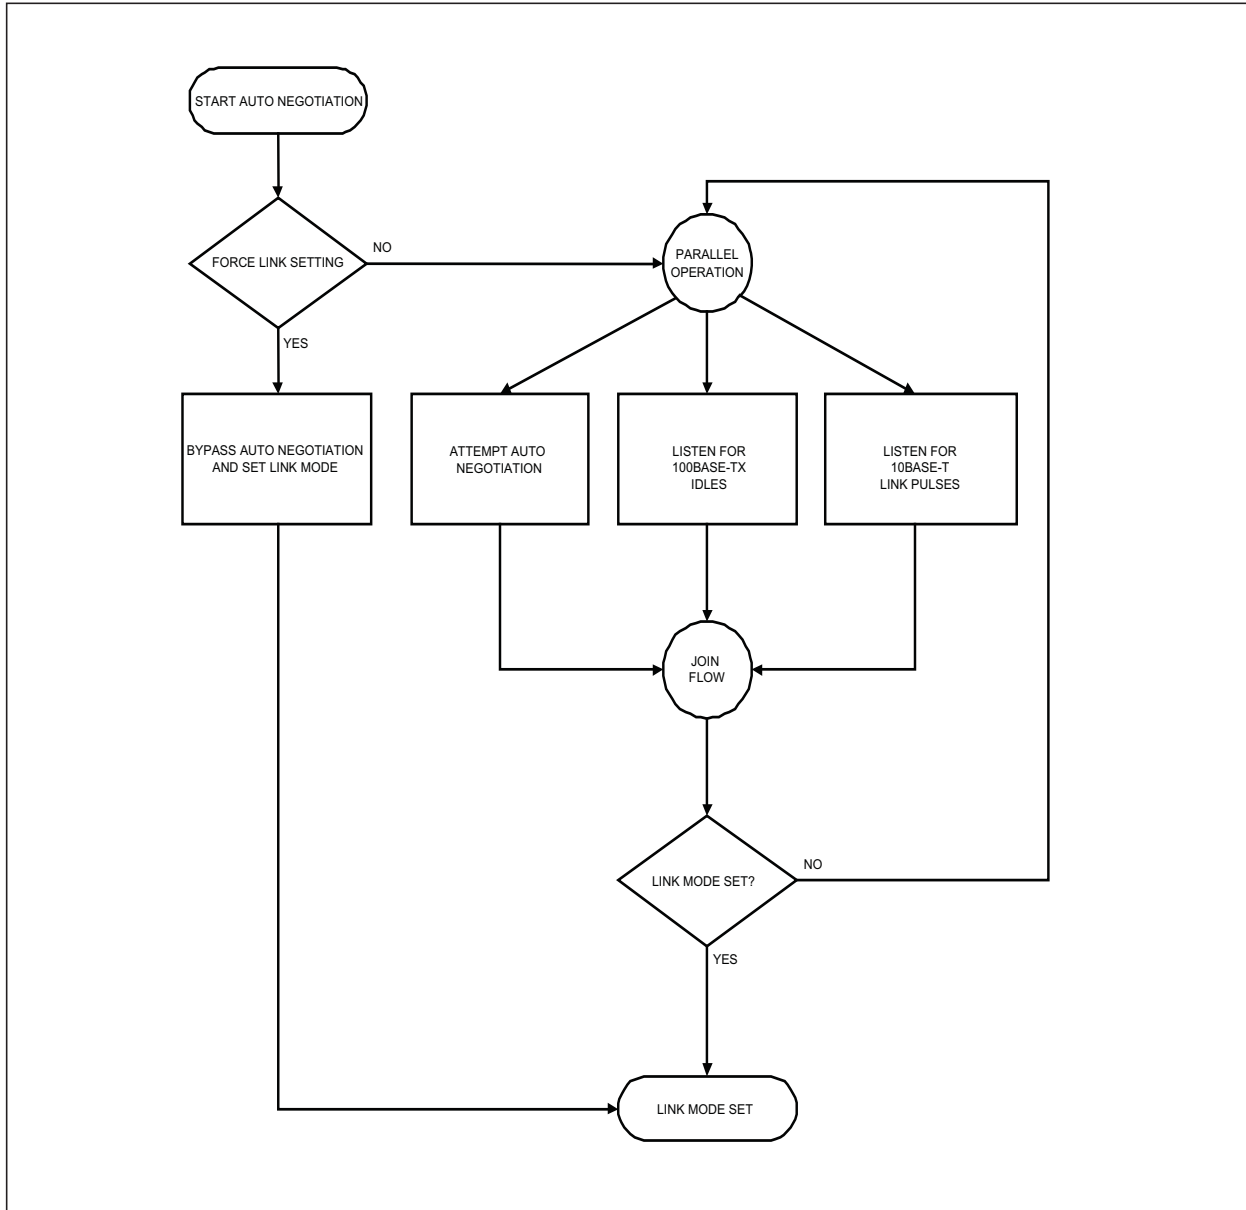 START AUTO NEGOTIATION
FORCE LINK SETTING
NO
PARALLEL
OPERATION
YES
BYPASS AUTO NEGOTIATION
AND SET LINK MODE
ATTEMPT AUTO
NEGOTIATION
LISTEN FOR
100BASE-TX
IDLES
LISTEN FOR
10BASE-T
LINK PULSES
JOIN
FLOW
LINK MODE SET?
NO
YES
LINK MODE SET